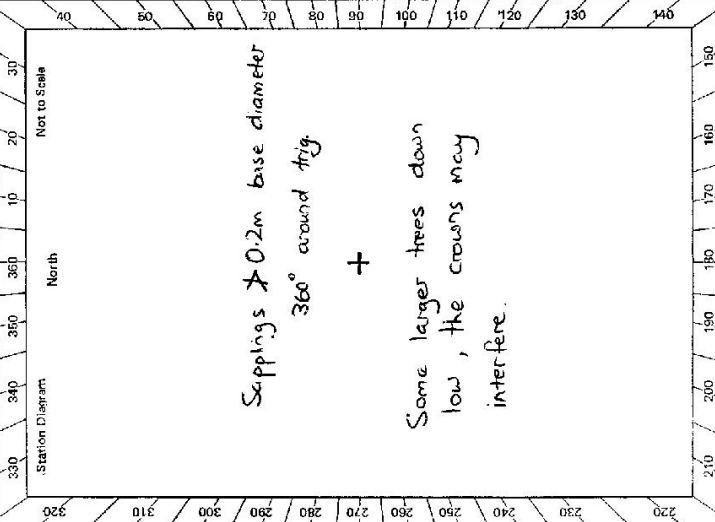 330 340 350 360 10 20 30
320 40
Station Diagram North Not to Scale
310 50
300 60
290 70
Sapplings ≯ 0·2m base diameter
280 80
360° around trig.
270 + 90
260 100
Some larger trees down
250 110
low, the crowns may
240 120
interfere.
230 130
220 140
210 200 190 180 170 160 150